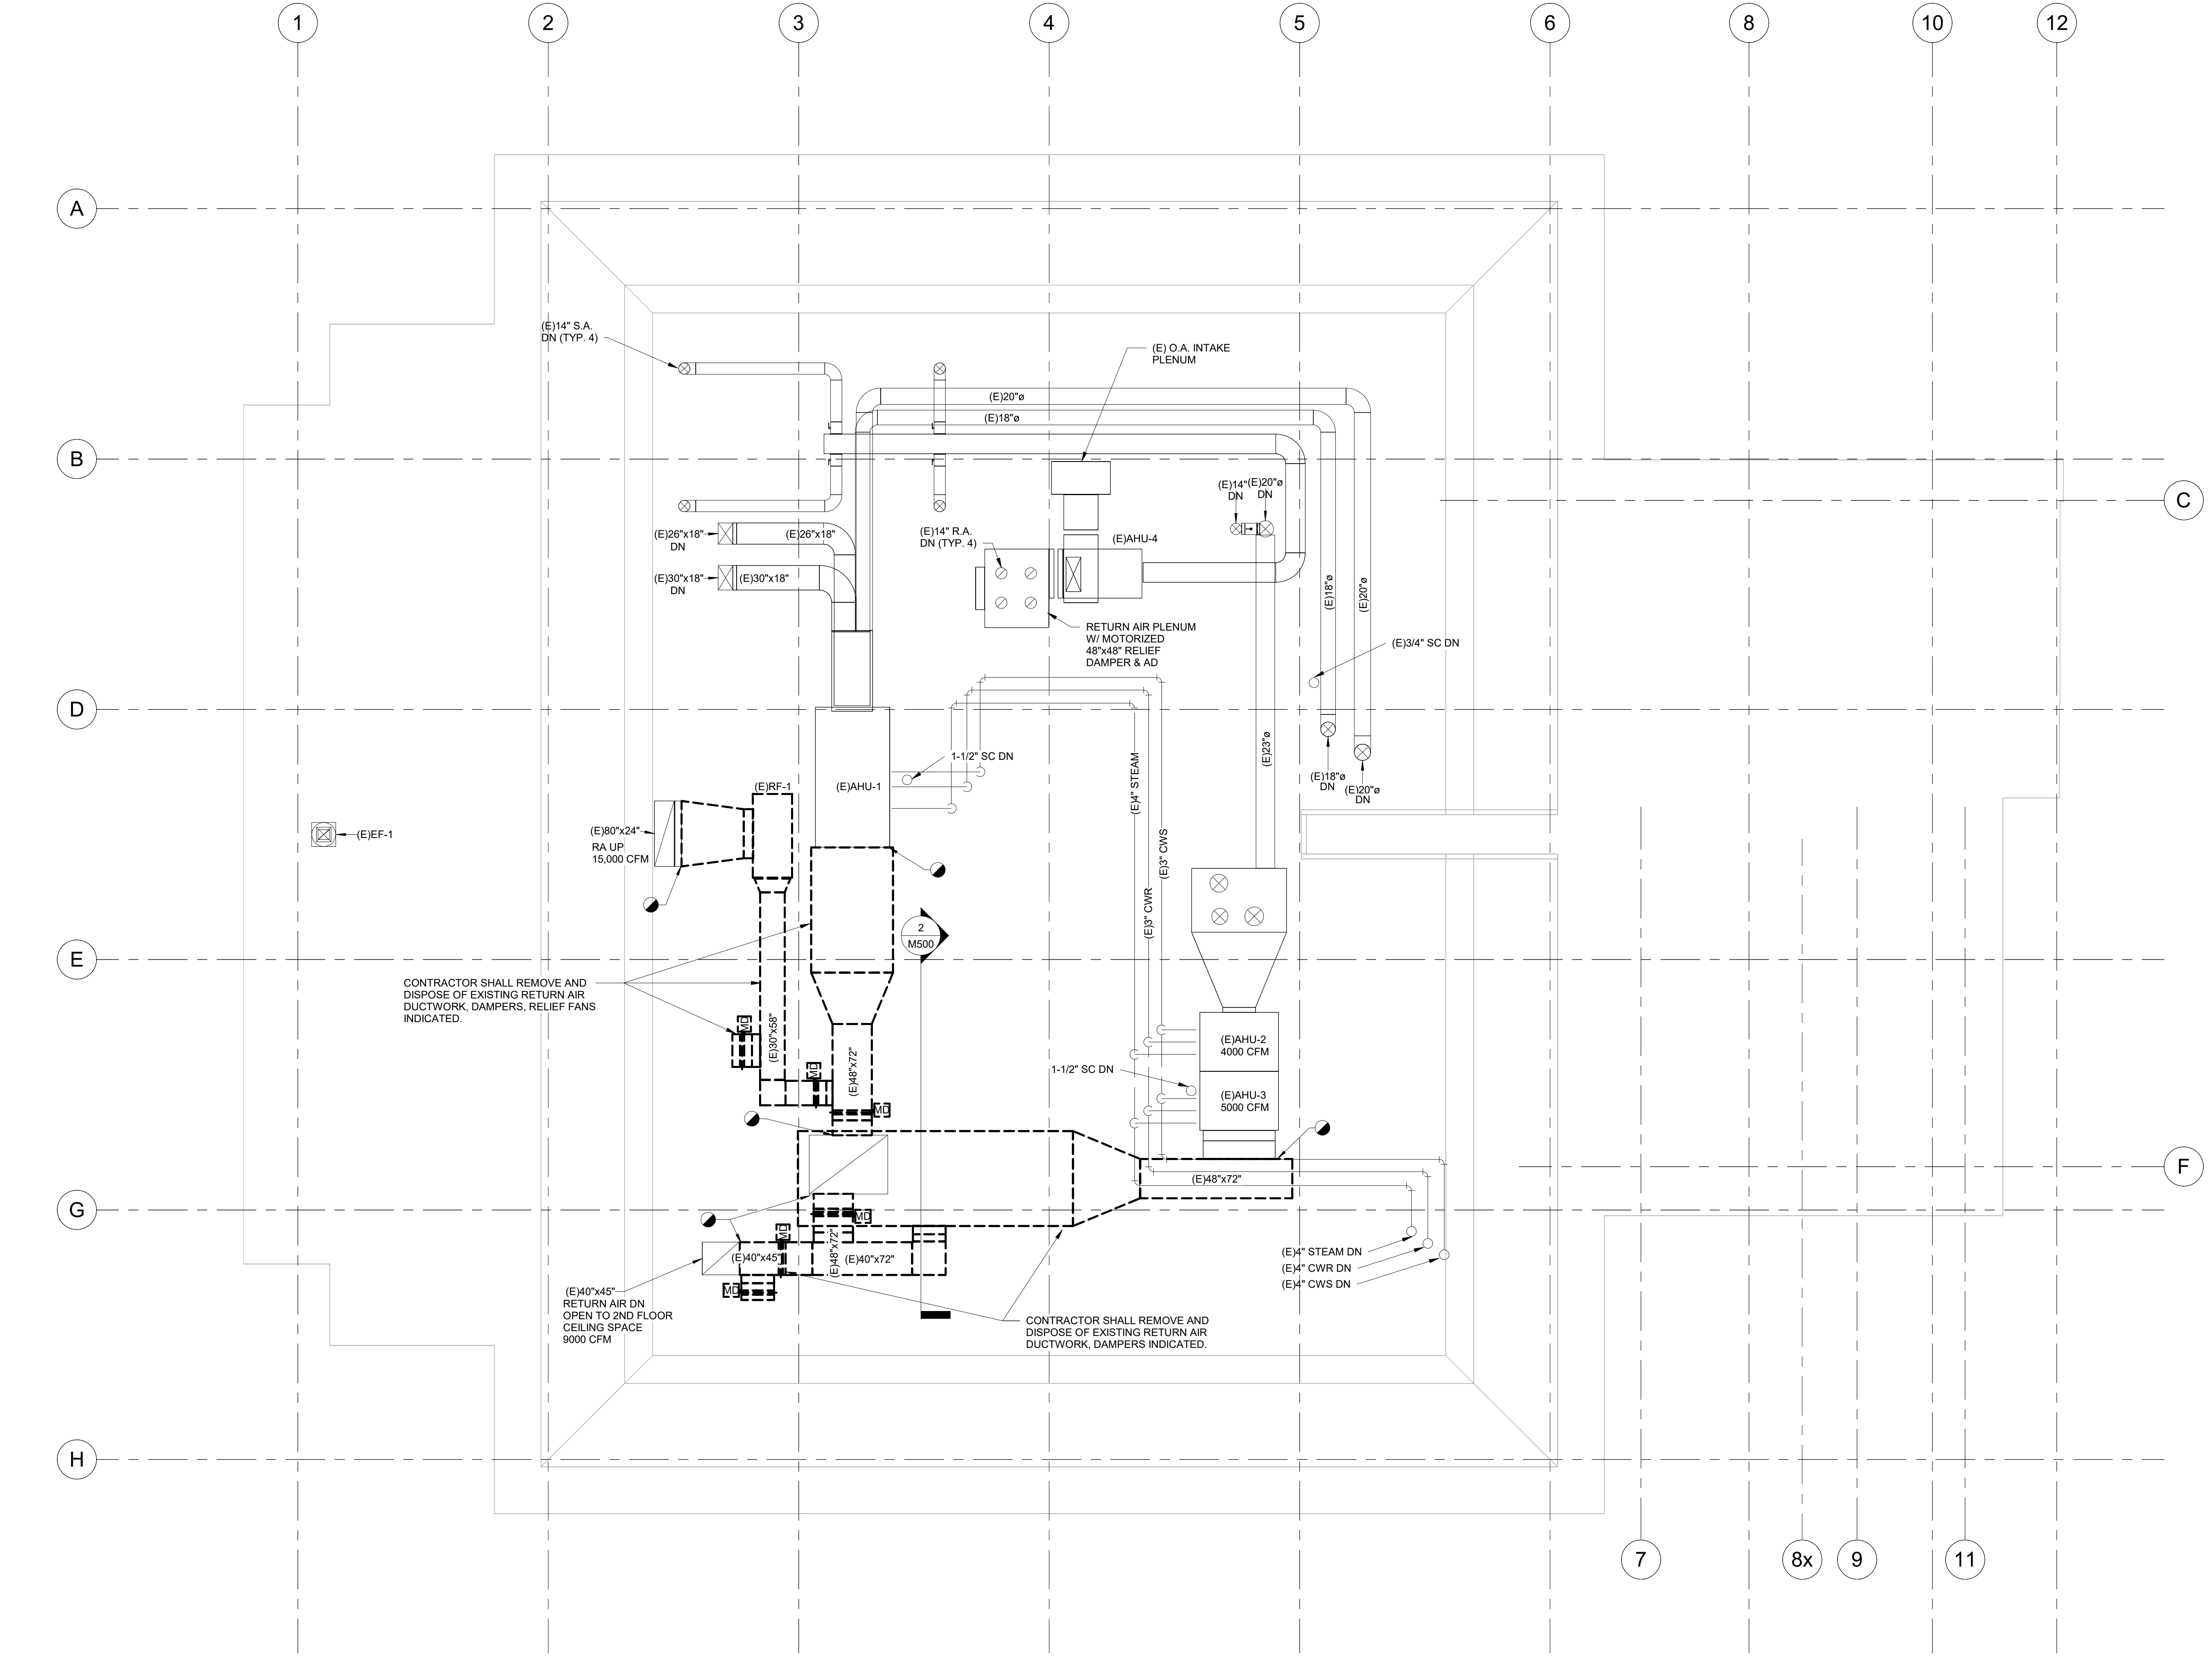 1
2
3
4
5
6
8
10
12
A
B
C
D
E
F
G
H
(E)14" S.A.
DN (TYP. 4)
(E) O.A. INTAKE
PLENUM
(E)20"ø
(E)18"ø
(E)14"
DN
(E)20"ø
DN
(E)26"x18"
DN
(E)26"x18"
(E)14" R.A.
DN (TYP. 4)
(E)AHU-4
(E)30"x18"
DN
(E)30"x18"
(E)18"ø
(E)20"ø
RETURN AIR PLENUM
W/ MOTORIZED
48"x48" RELIEF
DAMPER & AD
(E)3/4" SC DN
(E)23"ø
1-1/2" SC DN
(E)4" STEAM
(E)18"ø
DN
(E)20"ø
DN
(E)RF-1
(E)AHU-1
(E)EF-1
(E)80"x24"
RA UP
15,000 CFM
(E)3" CWS
(E)3" CWR
2
M500
CONTRACTOR SHALL REMOVE AND
DISPOSE OF EXISTING RETURN AIR
DUCTWORK, DAMPERS, RELIEF FANS
INDICATED.
MD
(E)30"x58"
MD
(E)48"x72"
MD
(E)AHU-2
4000 CFM
1-1/2" SC DN
(E)AHU-3
5000 CFM
(E)48"x72"
MD
MD
(E)40"x45"
(E)48"x72"
(E)40"x72"
MD
(E)4" STEAM DN
(E)4" CWR DN
(E)4" CWS DN
(E)40"x45"
RETURN AIR DN
OPEN TO 2ND FLOOR
CEILING SPACE
9000 CFM
CONTRACTOR SHALL REMOVE AND
DISPOSE OF EXISTING RETURN AIR
DUCTWORK, DAMPERS INDICATED.
7
8x
9
11